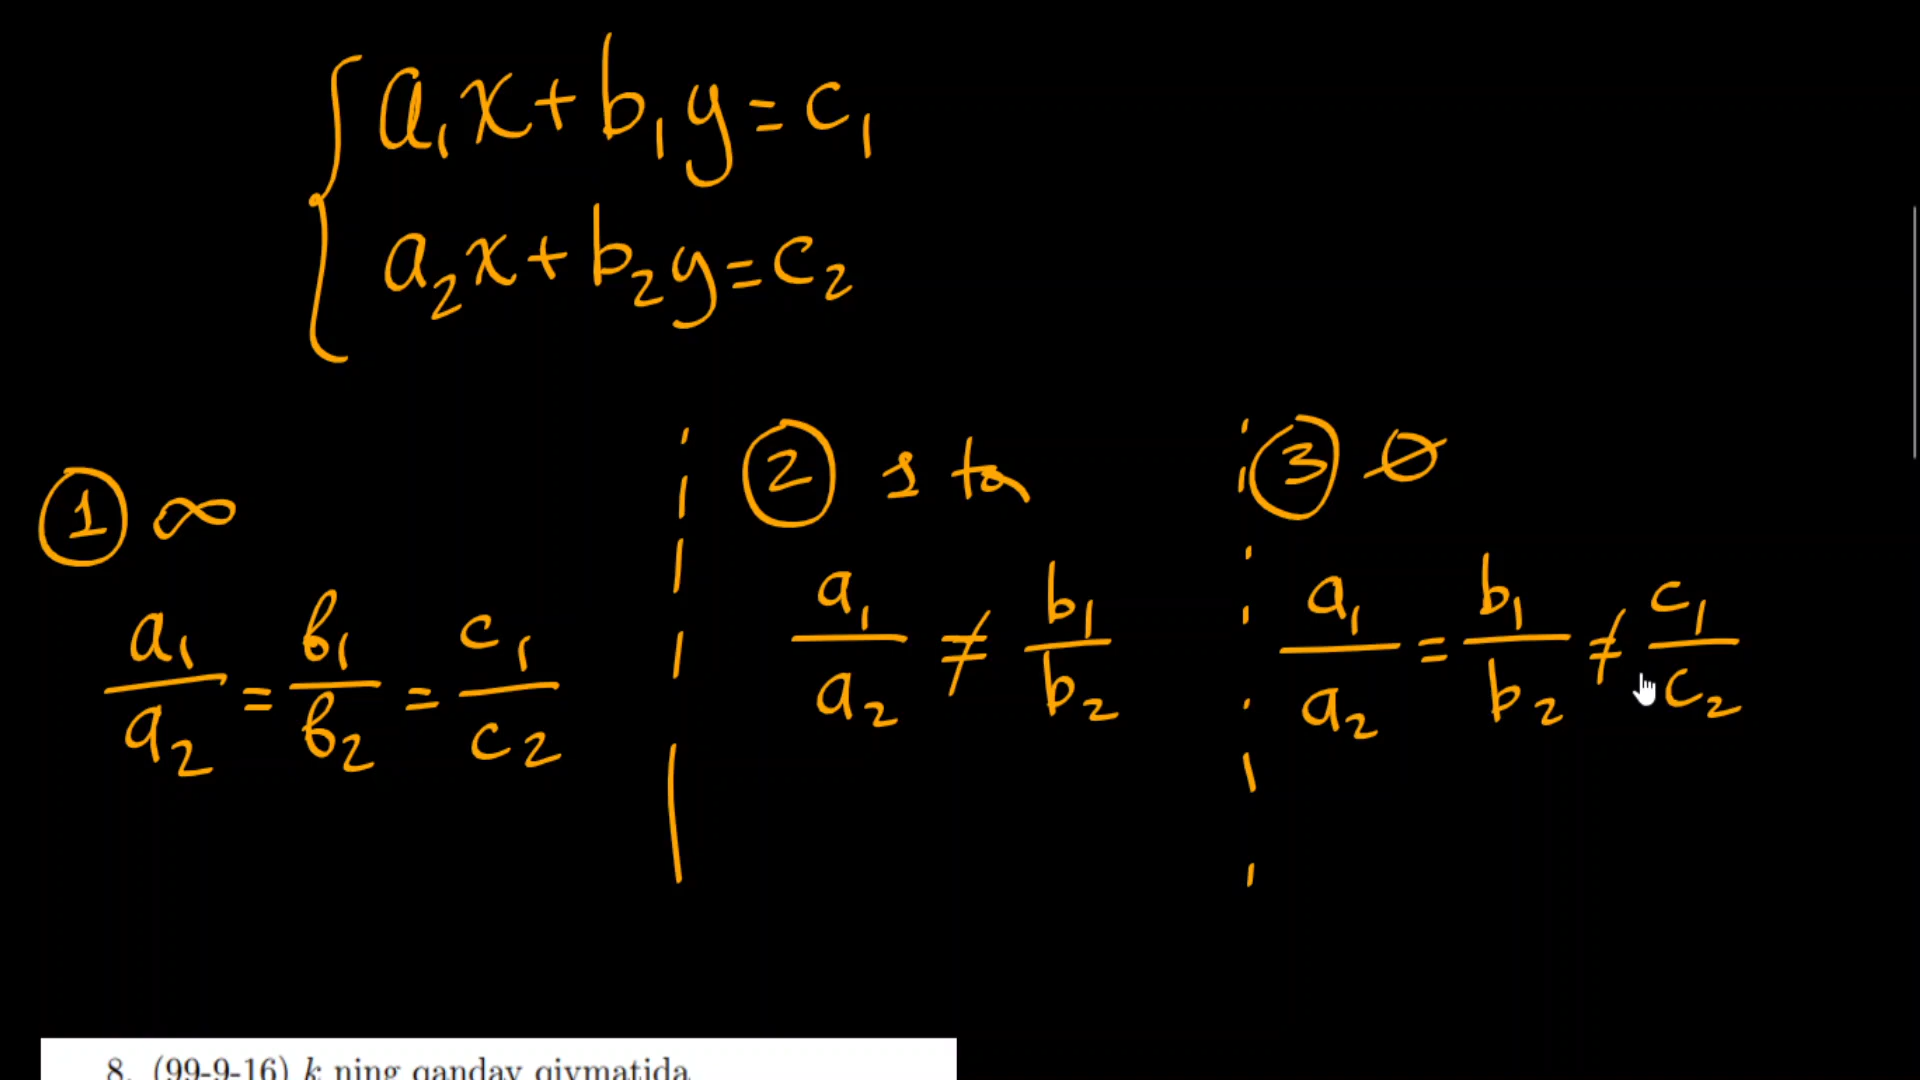 a₁x+b₁y=c₁
a₂x+b₂y=c₂
① ∞
a₁/a₂ = b₁/b₂ = c₁/c₂
② 1 ta
a₁/a₂ ≠ b₁/b₂
③ ∅
a₁/a₂ = b₁/b₂ ≠ c₁/c₂
8. (99-9-16) k ning qanday qiymatida